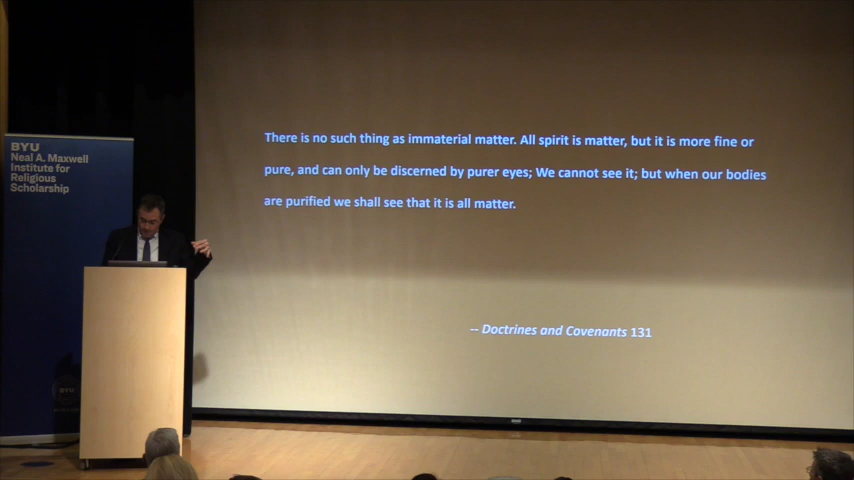 BYU
Neal A. Maxwell
Institute for
Religious
Scholarship
There is no such thing as immaterial matter. All spirit is matter, but it is more fine or
pure, and can only be discerned by purer eyes; We cannot see it; but when our bodies
are purified we shall see that it is all matter.
-- Doctrines and Covenants 131
BYU